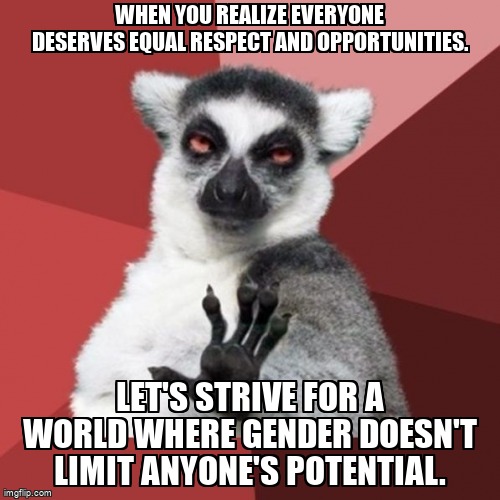 WHEN YOU REALIZE EVERYONE
DESERVES EQUAL RESPECT AND OPPORTUNITIES.
LET'S STRIVE FOR A
WORLD WHERE GENDER DOESN'T
LIMIT ANYONE'S POTENTIAL.
imgflip.com